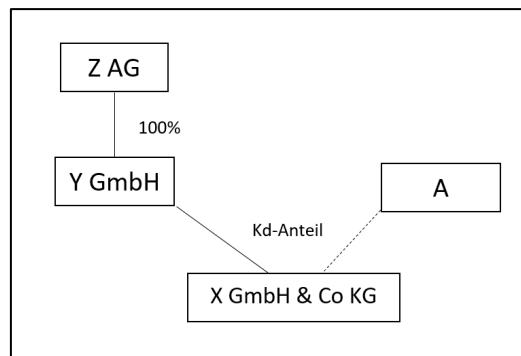 Z AG
100%
Y GmbH
A
Kd-Anteil
X GmbH & Co KG